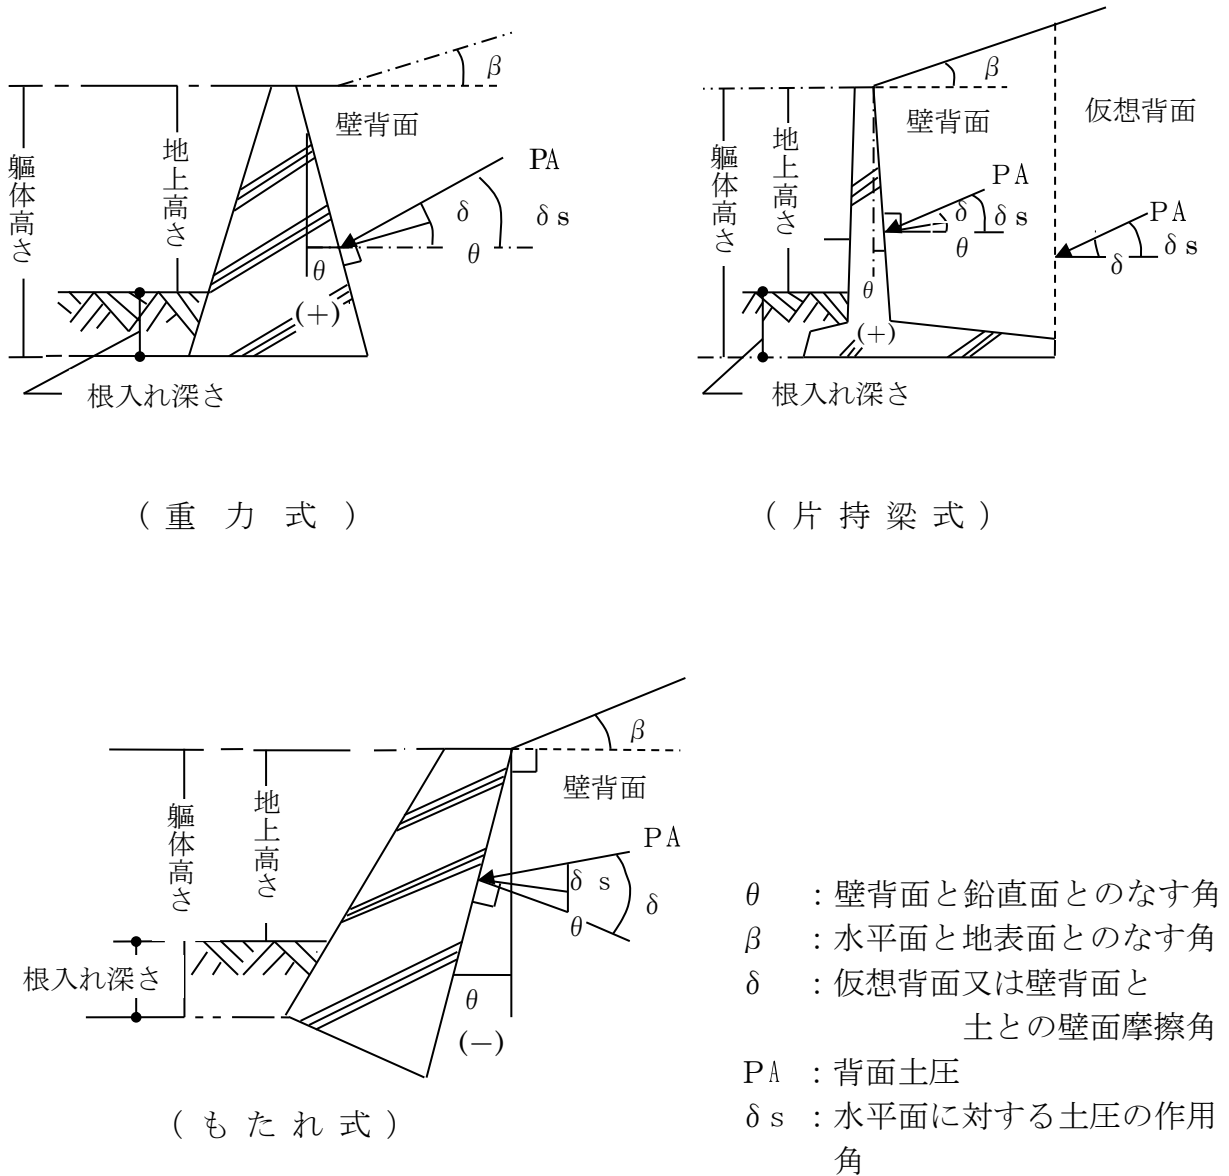 β
壁背面
PA
δ
δs
θ
θ
(+)
軀体高さ
地上高さ
根入れ深さ
(重力式)
β
壁背面
仮想背面
PA
δ
δs
θ
PA
δ
δs
θ
(+)
軀体高さ
地上高さ
根入れ深さ
(片持梁式)
β
壁背面
PA
δs
δ
θ
θ
(−)
軀体高さ
地上高さ
根入れ深さ
(もたれ式)
θ :壁背面と鉛直面とのなす角
β :水平面と地表面とのなす角
δ :仮想背面又は壁背面と
土との壁面摩擦角
PA :背面土圧
δs :水平面に対する土圧の作用
角